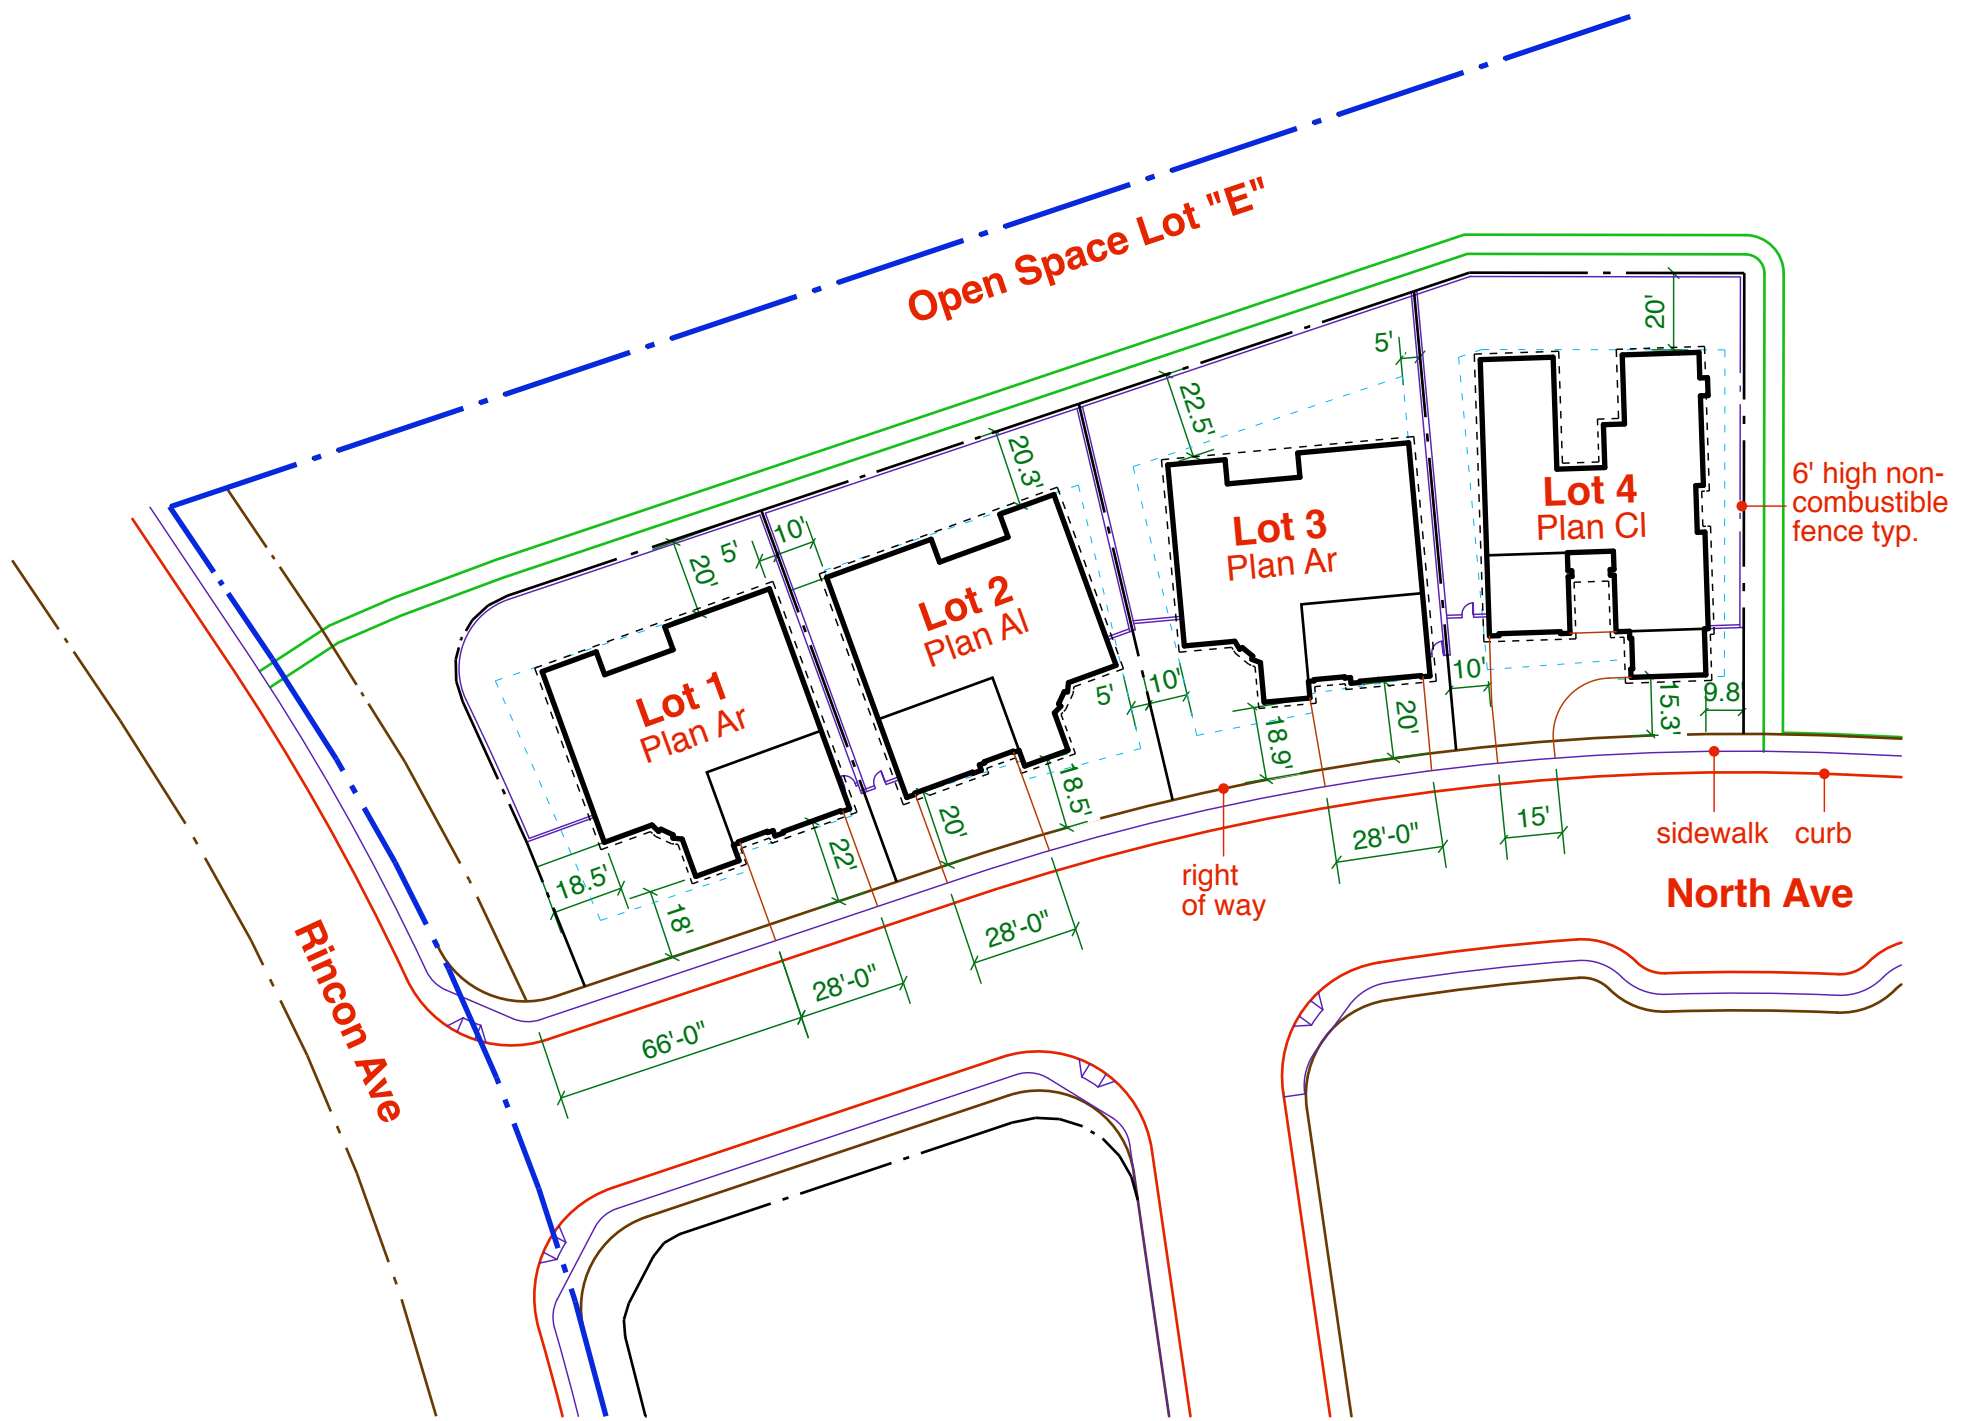 Open Space Lot "E"
20'
5'
22.5'
20.3'
10'
5'
20'
6' high non-
combustible
fence typ.
Lot 4
Plan Cl
Lot 3
Plan Ar
Lot 2
Plan Al
Lot 1
Plan Ar
10'
10'
5'
15.3'
9.8'
20'
18.9'
18.5'
20'
22'
18.5'
18'
15'
28'-0"
sidewalk
curb
right
of way
North Ave
28'-0"
28'-0"
66'-0"
Rincon Ave